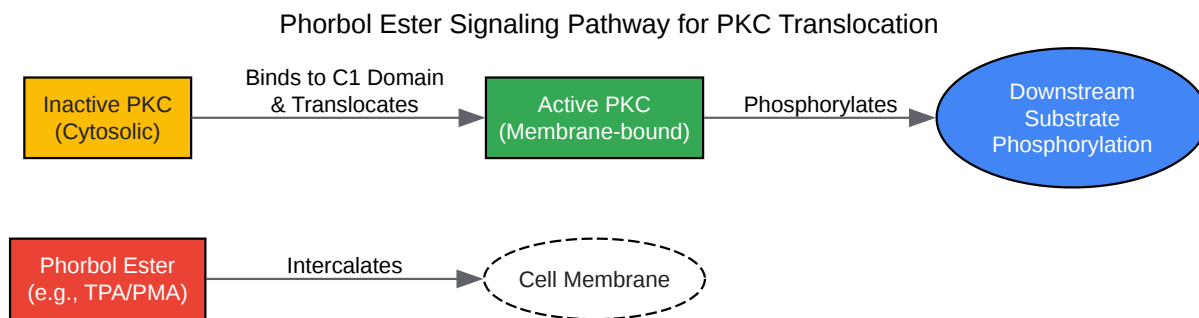 Phorbol Ester Signaling Pathway for PKC Translocation
Inactive PKC
(Cytosolic)
Binds to C1 Domain
& Translocates
Active PKC
(Membrane-bound)
Phosphorylates
Downstream
Substrate
Phosphorylation
Phorbol Ester
(e.g., TPA/PMA)
Intercalates
Cell Membrane